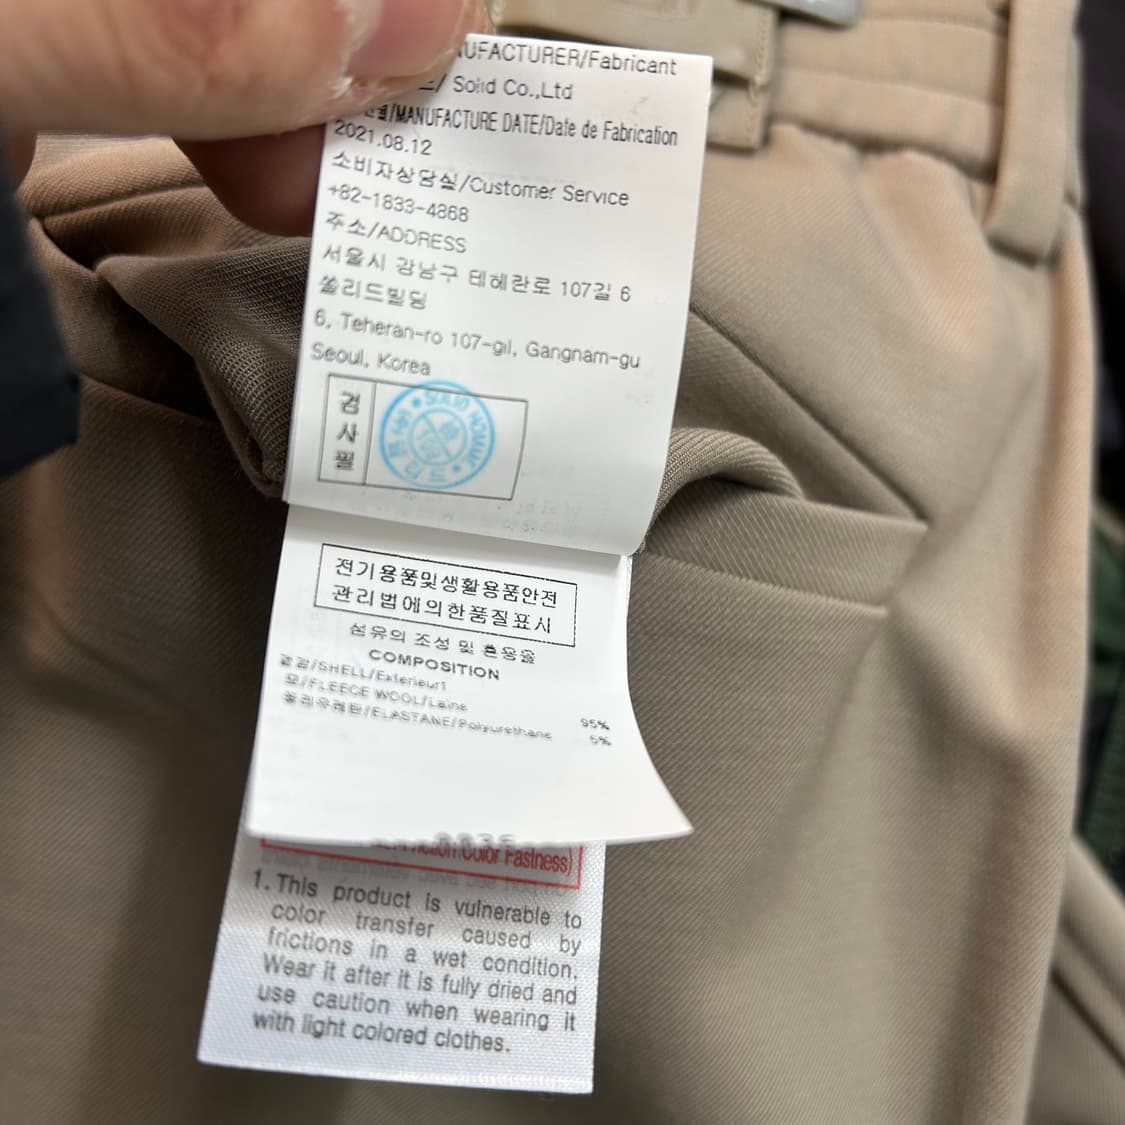 UFACTURER/Fabricant
/ Solid Co.,Ltd
/MANUFACTURE DATE/Date de Fabrication
2021.08.12
소비자상담실/Customer Service
+82-1833-4868
주소/ADDRESS
서울시 강남구 테헤란로 107길 6
쏠리드빌딩
6, Teheran-ro 107-gil, Gangnam-gu
Seoul, Korea
검사필
SOLID HOMME
쏠리드
전기용품및생활용품안전
관리법에의한품질표시
섬유의 조성 및 혼용율
COMPOSITION
겉감/SHELL/Exterieur1
모/FLEECE WOOL/Laine 95%
폴리우레탄/ELASTANE/Polyurethane 5%
Color Fastness)
1. This product is vulnerable to
color transfer caused by
frictions in a wet condition.
Wear it after it is fully dried and
use caution when wearing it
with light colored clothes.